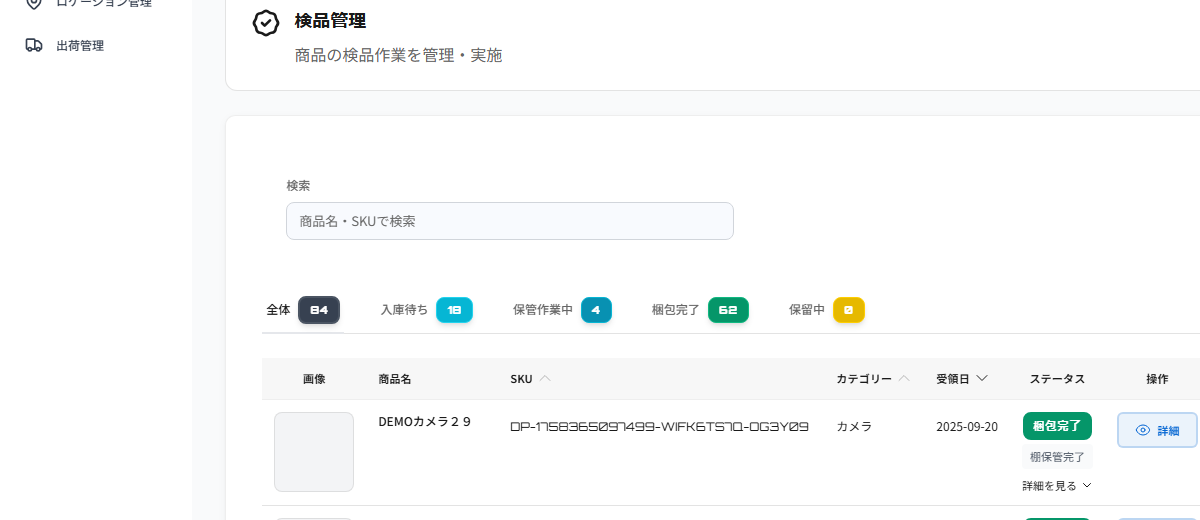 ロケーション管理
出荷管理
検品管理
商品の検品作業を管理・実施
検索
商品名・SKUで検索
全体 84 入庫待ち 18 保管作業中 4 梱包完了 62 保留中 0
画像 商品名 SKU カテゴリー 受領日 ステータス 操作
DEMOカメラ２９ DP-1758365097499-WIFK6TS7Q-0G3Y09 カメラ 2025-09-20 梱包完了 詳細
棚保管完了
詳細を見る